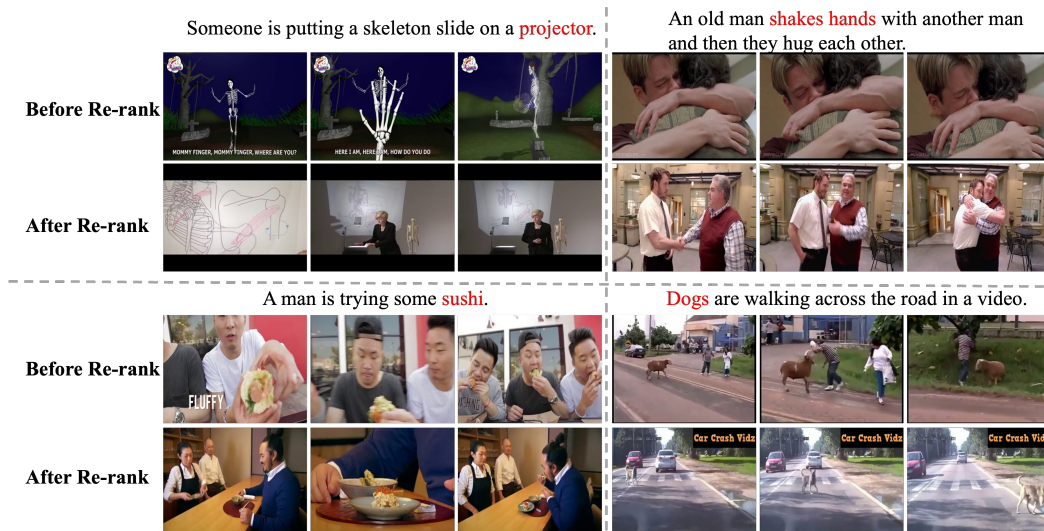 Someone is putting a skeleton slide on a projector.
Before Re-rank
MOMMY FINGER, MOMMY FINGER, WHERE ARE YOU?
HERE I AM, HERE I AM, HOW DO YOU DO
After Re-rank
An old man shakes hands with another man
and then they hug each other.
A man is trying some sushi.
Before Re-rank
FLUFFY
After Re-rank
Dogs are walking across the road in a video.
Car Crash Vidz
Car Crash Vidz
Car Crash Vidz